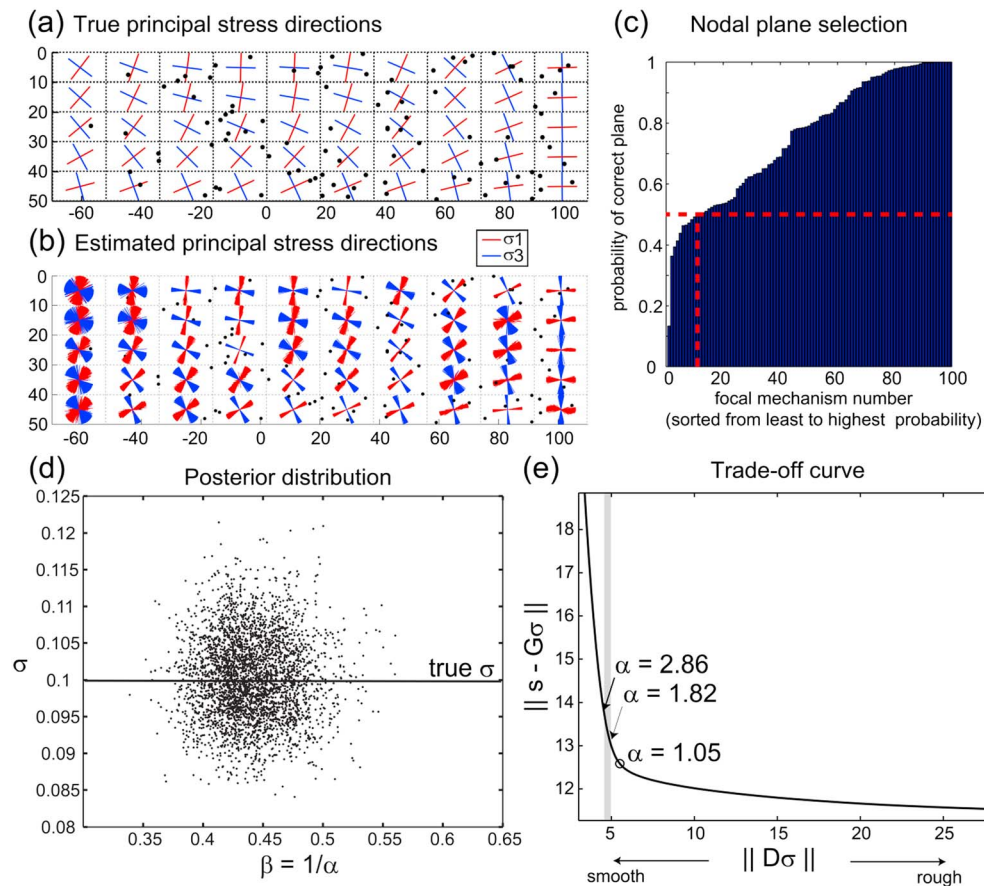 (a) True principal stress directions
0
10
20
30
40
50
-60 -40 -20 0 20 40 60 80 100
(b) Estimated principal stress directions
σ1
σ3
0
10
20
30
40
50
-60 -40 -20 0 20 40 60 80 100
(c) Nodal plane selection
probability of correct plane
1
0.8
0.6
0.4
0.2
0
0 20 40 60 80 100
focal mechanism number
(sorted from least to highest probability)
(d) Posterior distribution
σ
0.125
0.12
0.115
0.11
0.105
0.1
0.095
0.09
0.085
0.08
true σ
0.35 0.4 0.45 0.5 0.55 0.6 0.65
β = 1/α
(e) Trade-off curve
|| s - Gσ ||
18
17
16
15
14
13
12
α = 2.86
α = 1.82
α = 1.05
5 10 15 20 25
smooth || Dσ || rough